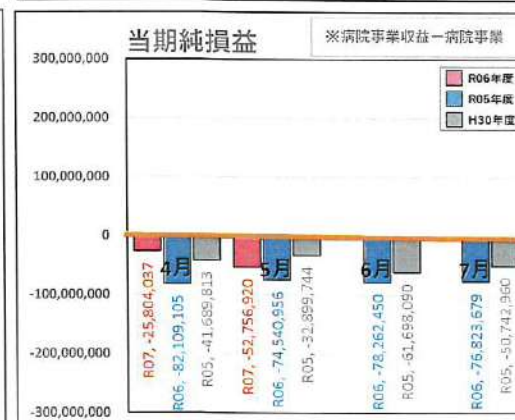 当期純損益
※病院事業収益ー病院事業
300,000,000
200,000,000
100,000,000
0
-100,000,000
-200,000,000
-300,000,000
R06年度
R05年度
H30年度
4月
5月
6月
7月
R07, -25,804,037
R06, -82,109,105
R05, -41,689,813
R07, -52,756,920
R06, -74,540,956
R05, -32,899,744
R06, -78,262,450
R05, -61,698,090
R06, -76,823,679
R05, -50,742,960